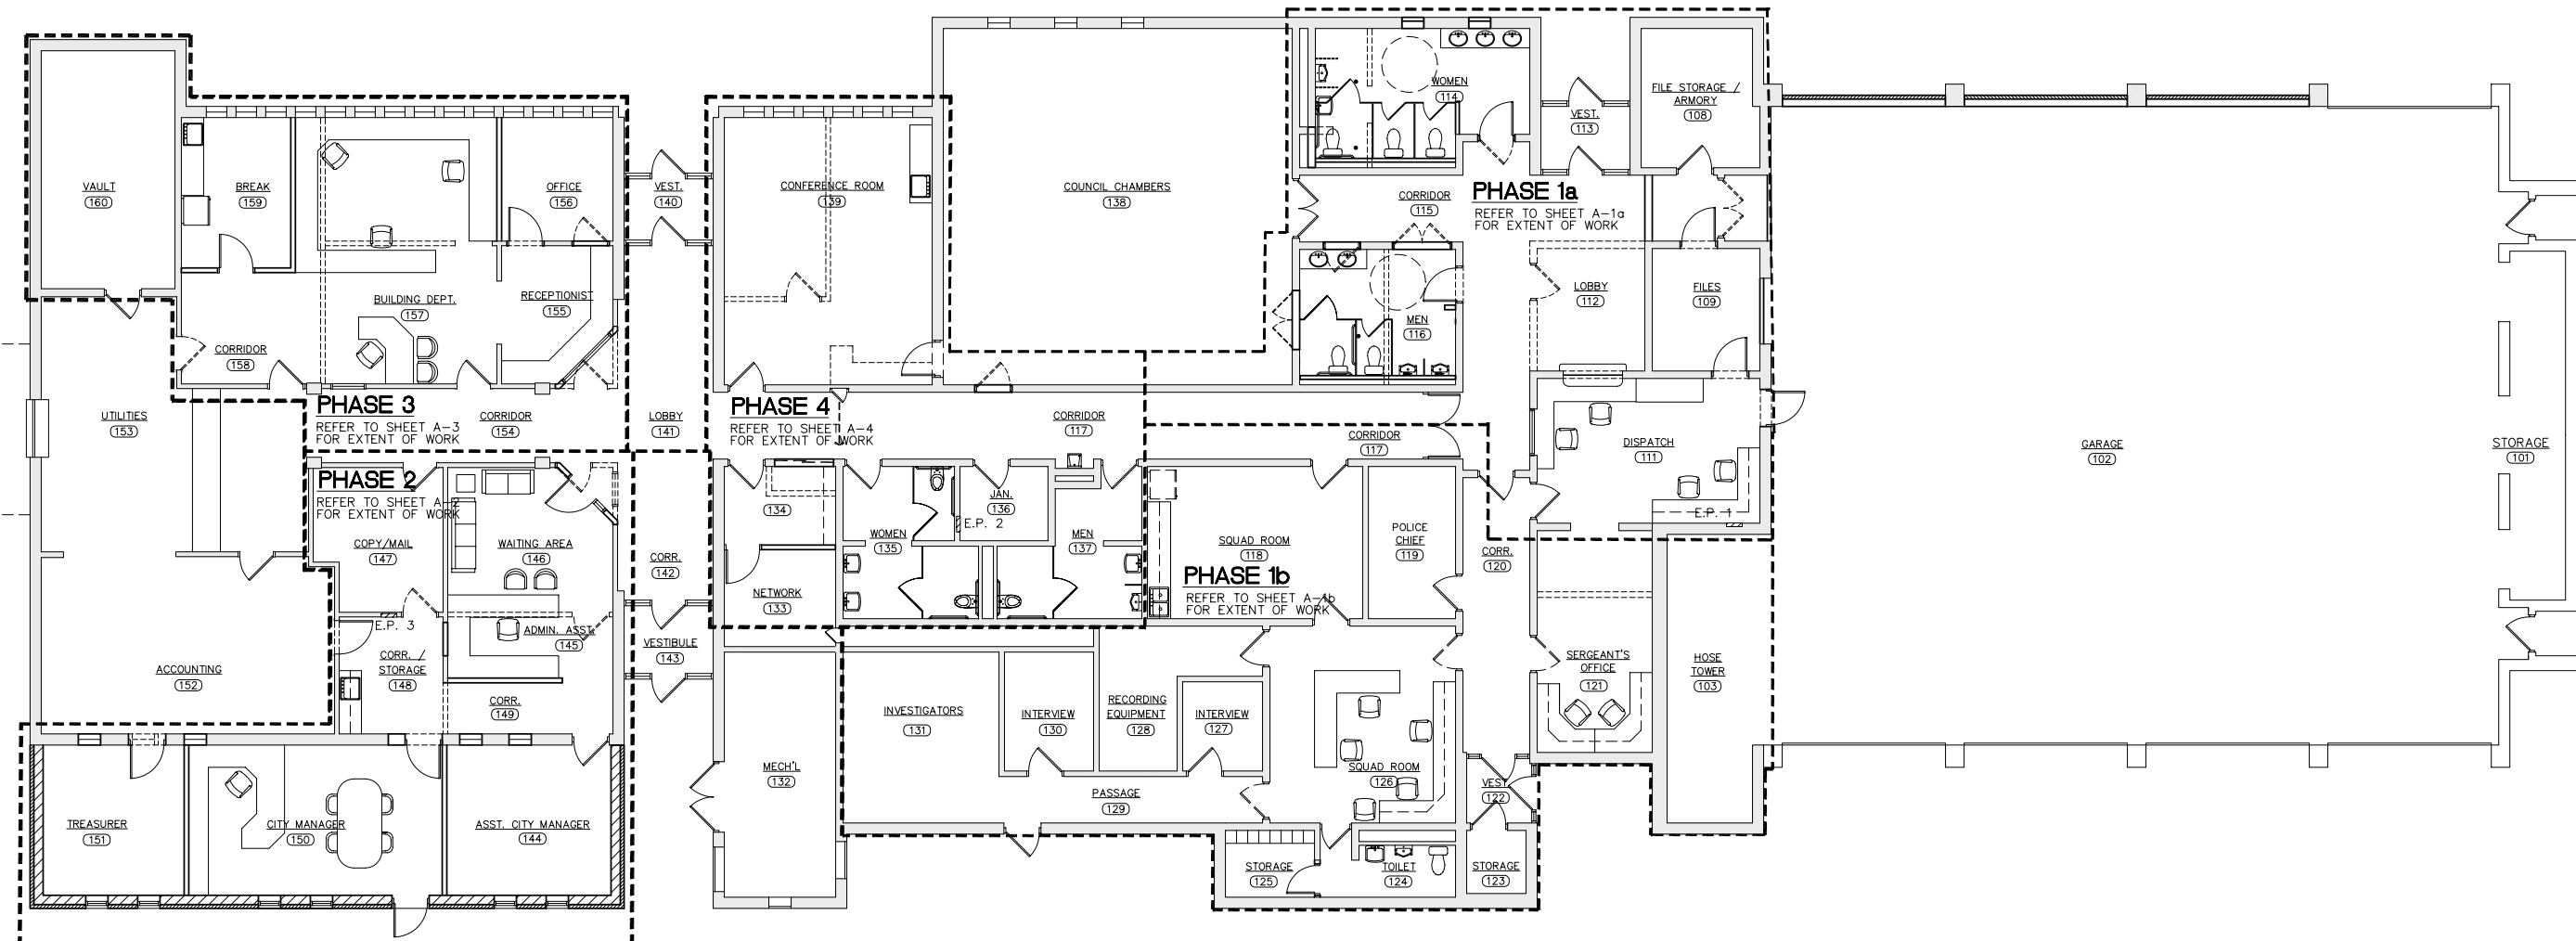 VAULT
160
BREAK
159
OFFICE
156
VEST.
140
CONFERENCE ROOM
139
COUNCIL CHAMBERS
138
WOMEN
114
VEST.
113
FILE STORAGE /
ARMORY
108
CORRIDOR
115
PHASE 1a
REFER TO SHEET A-1a
FOR EXTENT OF WORK
BUILDING DEPT.
157
RECEPTIONIST
155
CORRIDOR
158
LOBBY
112
FILES
109
MEN
116
UTILITIES
153
PHASE 3
REFER TO SHEET A-3
FOR EXTENT OF WORK
CORRIDOR
154
LOBBY
141
PHASE 4
REFER TO SHEET A-4
FOR EXTENT OF WORK
CORRIDOR
117
CORRIDOR
117
DISPATCH
111
E.P. 1
GARAGE
102
STORAGE
101
PHASE 2
REFER TO SHEET A-2
FOR EXTENT OF WORK
COPY/MAIL
147
WAITING AREA
146
CORR.
142
134
WOMEN
135
JAN.
136
E.P. 2
MEN
137
SQUAD ROOM
118
POLICE
CHIEF
119
CORR.
120
PHASE 1b
REFER TO SHEET A-1b
FOR EXTENT OF WORK
NETWORK
133
E.P. 3
ADMIN. ASST.
145
VESTIBULE
143
ACCOUNTING
152
CORR. /
STORAGE
148
CORR.
149
SERGEANT'S
OFFICE
121
HOSE
TOWER
103
INVESTIGATORS
131
INTERVIEW
130
RECORDING
EQUIPMENT
128
INTERVIEW
127
MECH'L
132
SQUAD ROOM
126
VEST.
122
PASSAGE
129
TREASURER
151
CITY MANAGER
150
ASST. CITY MANAGER
144
STORAGE
125
TOILET
124
STORAGE
123